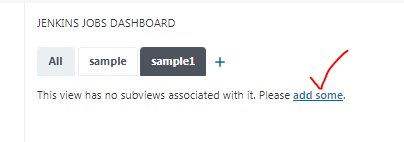 JENKINS JOBS DASHBOARD
All sample sample1 +
This view has no subviews associated with it. Please add some.